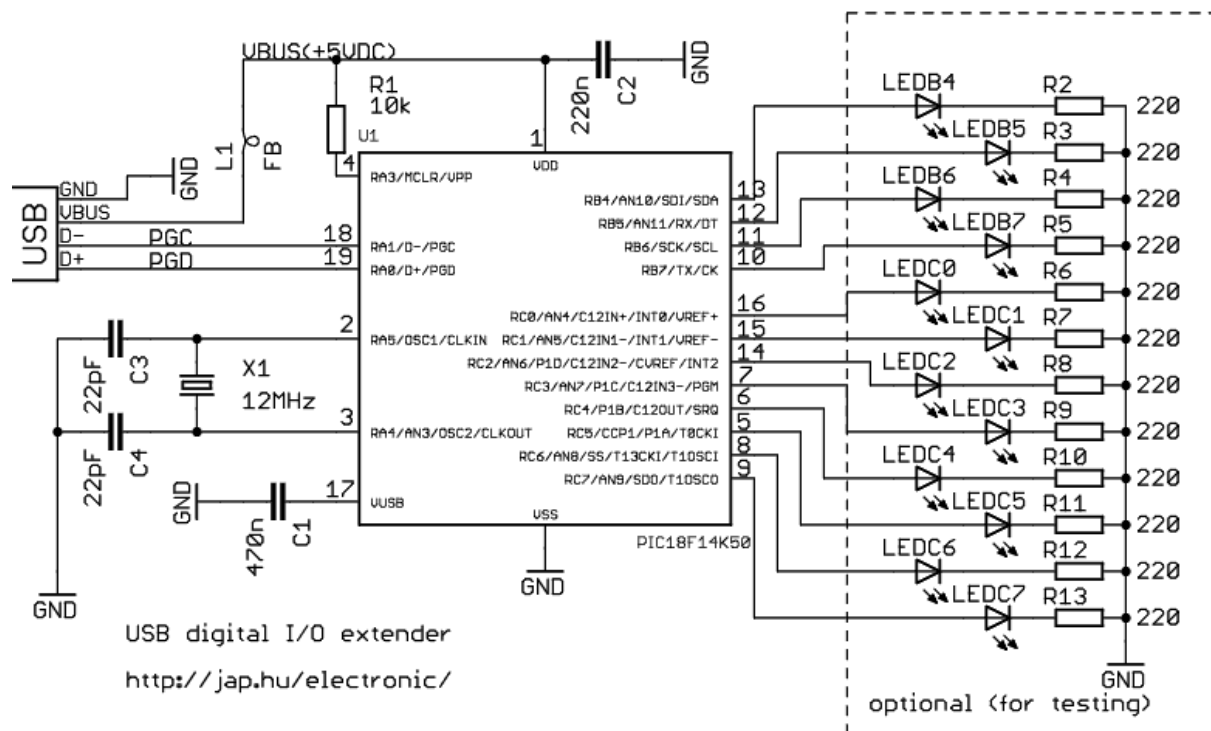 VBUS(+5VDC)
R1
10k
U1
220n
C2
GND
L1
FB
USB
GND
VBUS
D-
D+
GND
PGC
PGD
4
18
19
2
3
17
1
VDD
RA3/MCLR/VPP
RA1/D-/PGC
RA0/D+/PGD
RA5/OSC1/CLKIN
RA4/AN3/OSC2/CLKOUT
VUSB
VSS
RB4/AN10/SDI/SDA
RB5/AN11/RX/DT
RB6/SCK/SCL
RB7/TX/CK
RC0/AN4/C12IN+/INT0/VREF+
RC1/AN5/C12IN1-/INT1/VREF-
RC2/AN6/P1D/C12IN2-/CVREF/INT2
RC3/AN7/P1C/C12IN3-/PGM
RC4/P1B/C12OUT/SRQ
RC5/CCP1/P1A/T0CKI
RC6/AN8/SS/T13CKI/T1OSCI
RC7/AN9/SDO/T1OSCO
13
12
11
10
16
15
14
7
6
5
8
9
PIC18F14K50
GND
22pF
C3
X1
12MHz
22pF
C4
GND
470n
C1
GND
LEDB4 R2 220
LEDB5 R3 220
LEDB6 R4 220
LEDB7 R5 220
LEDC0 R6 220
LEDC1 R7 220
LEDC2 R8 220
LEDC3 R9 220
LEDC4 R10 220
LEDC5 R11 220
LEDC6 R12 220
LEDC7 R13 220
GND
optional (for testing)
USB digital I/O extender
http://jap.hu/electronic/